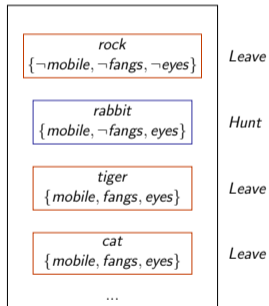 rock
{¬mobile, ¬fangs, ¬eyes}
Leave
rabbit
{mobile, ¬fangs, eyes}
Hunt
tiger
{mobile, fangs, eyes}
Leave
cat
{mobile, fangs, eyes}
Leave
...